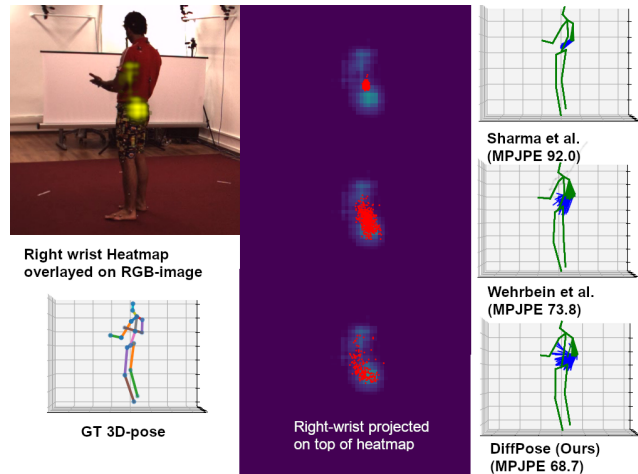 Sharma et al.
(MPJPE 92.0)
Right wrist Heatmap
overlayed on RGB-image
Wehrbein et al.
(MPJPE 73.8)
GT 3D-pose
Right-wrist projected
on top of heatmap
DiffPose (Ours)
(MPJPE 68.7)